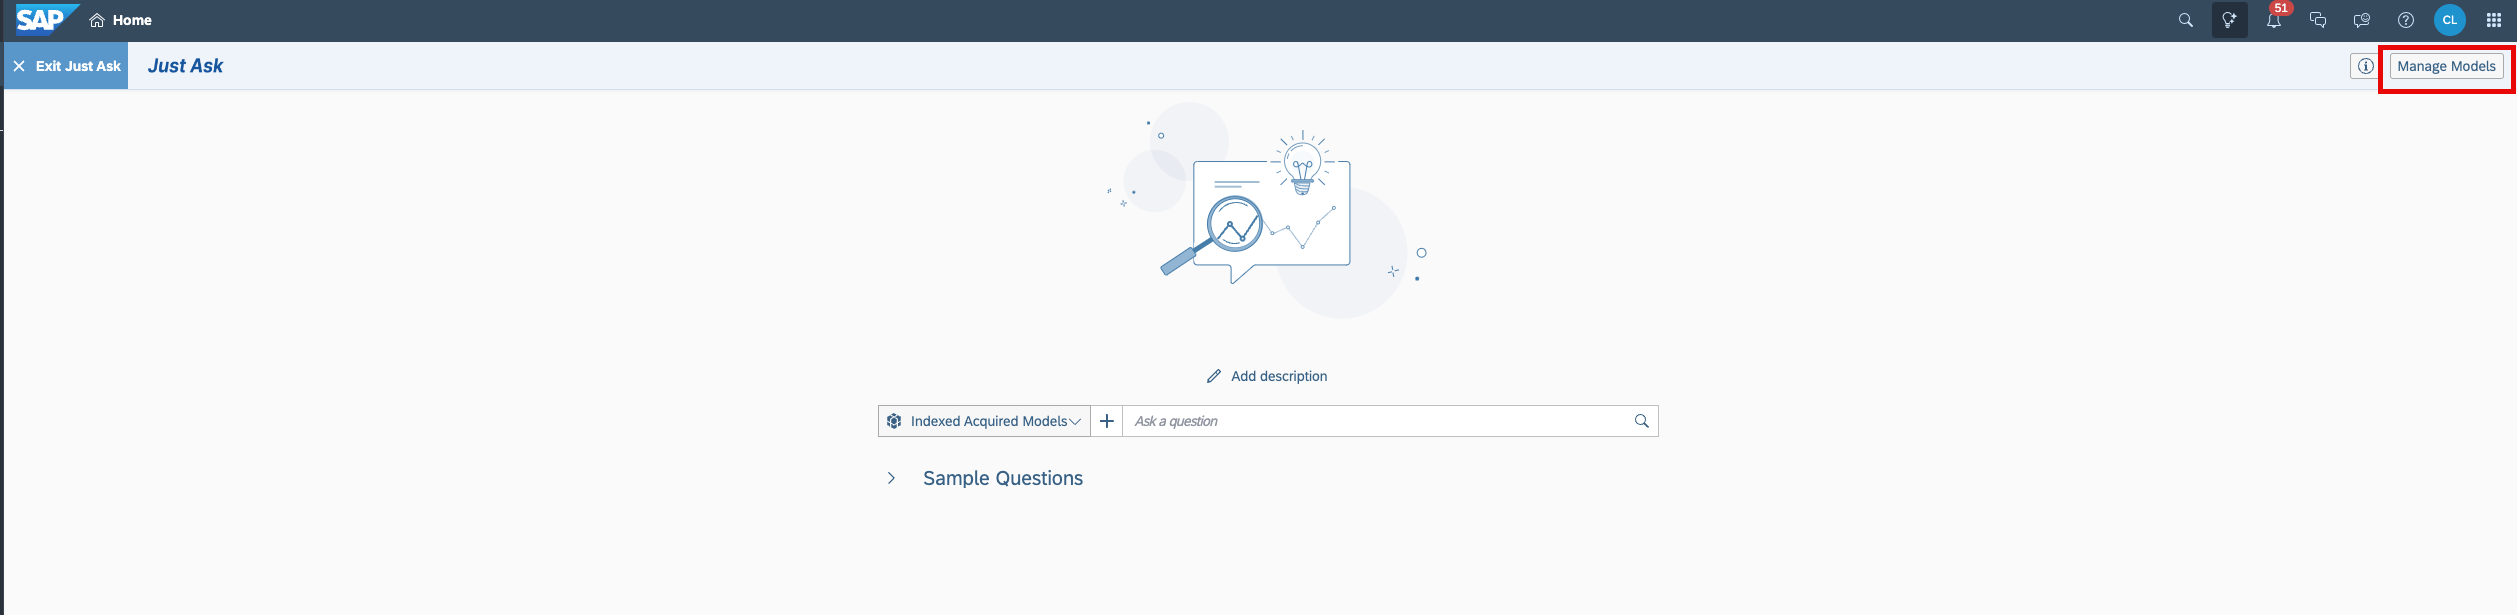 SAP Home 51 CL
Exit Just Ask Just Ask Manage Models
Add description
Indexed Acquired Models Ask a question
Sample Questions